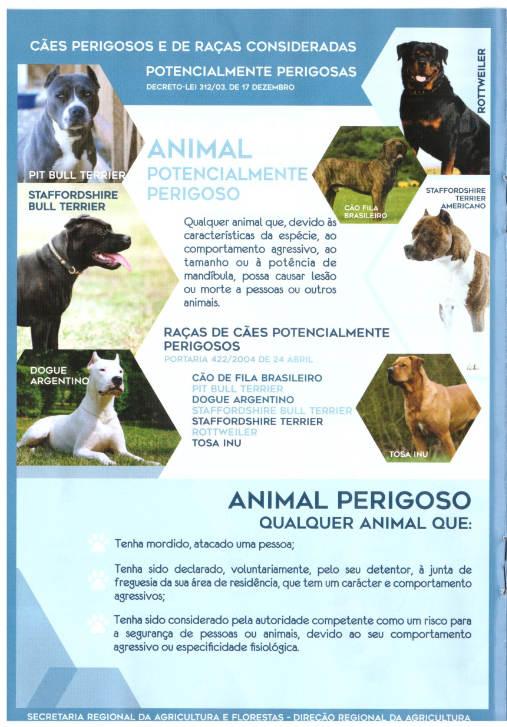 CÃES PERIGOSOS E DE RAÇAS CONSIDERADAS
POTENCIALMENTE PERIGOSAS
DECRETO-LEI 312/03. DE 17 DEZEMBRO
ROTTWEILER
PIT BULL TERRIER
ANIMAL
POTENCIALMENTE
PERIGOSO
STAFFORDSHIRE
BULL TERRIER
CÃO FILA
BRASILEIRO
STAFFORDSHIRE
TERRIER
AMERICANO
Qualquer animal que, devido às
características da espécie, ao
comportamento agressivo, ao
tamanho ou à potência de
mandíbula, possa causar lesão
ou morte a pessoas ou outros
animais.
RAÇAS DE CÃES POTENCIALMENTE
PERIGOSOS
PORTARIA 422/2004 DE 24 ABRIL
DOGUE
ARGENTINO
CÃO DE FILA BRASILEIRO
PIT BULL TERRIER
DOGUE ARGENTINO
STAFFORDSHIRE BULL TERRIER
STAFFORDSHIRE TERRIER
ROTTWEILER
TOSA INU
TOSA INU
ANIMAL PERIGOSO
QUALQUER ANIMAL QUE:
Tenha mordido, atacado uma pessoa;
Tenha sido declarado, voluntariamente, pelo seu detentor, à junta de
freguesia da sua área de residência, que tem um carácter e comportamento
agressivos;
Tenha sido considerado pela autoridade competente como um risco para
a segurança de pessoas ou animais, devido ao seu comportamento
agressivo ou especificidade fisiológica.
SECRETARIA REGIONAL DA AGRICULTURA E FLORESTAS - DIREÇÃO REGIONAL DA AGRICULTURA